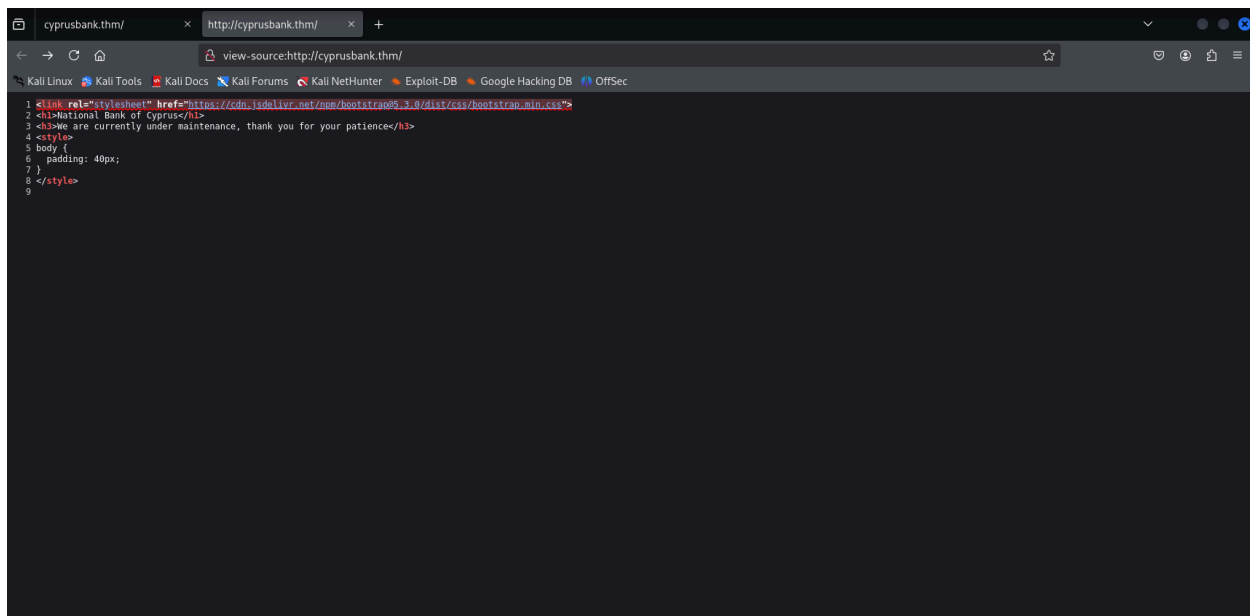 cyprusbank.thm/ × http://cyprusbank.thm/ × +
view-source:http://cyprusbank.thm/
Kali Linux Kali Tools Kali Docs Kali Forums Kali NetHunter Exploit-DB Google Hacking DB OffSec
1 <link rel="stylesheet" href="https://cdn.jsdelivr.net/npm/bootstrap@5.3.0/dist/css/bootstrap.min.css">
2 <h1>National Bank of Cyprus</h1>
3 <h3>We are currently under maintenance, thank you for your patience</h3>
4 <style>
5 body {
6   padding: 40px;
7 }
8 </style>
9